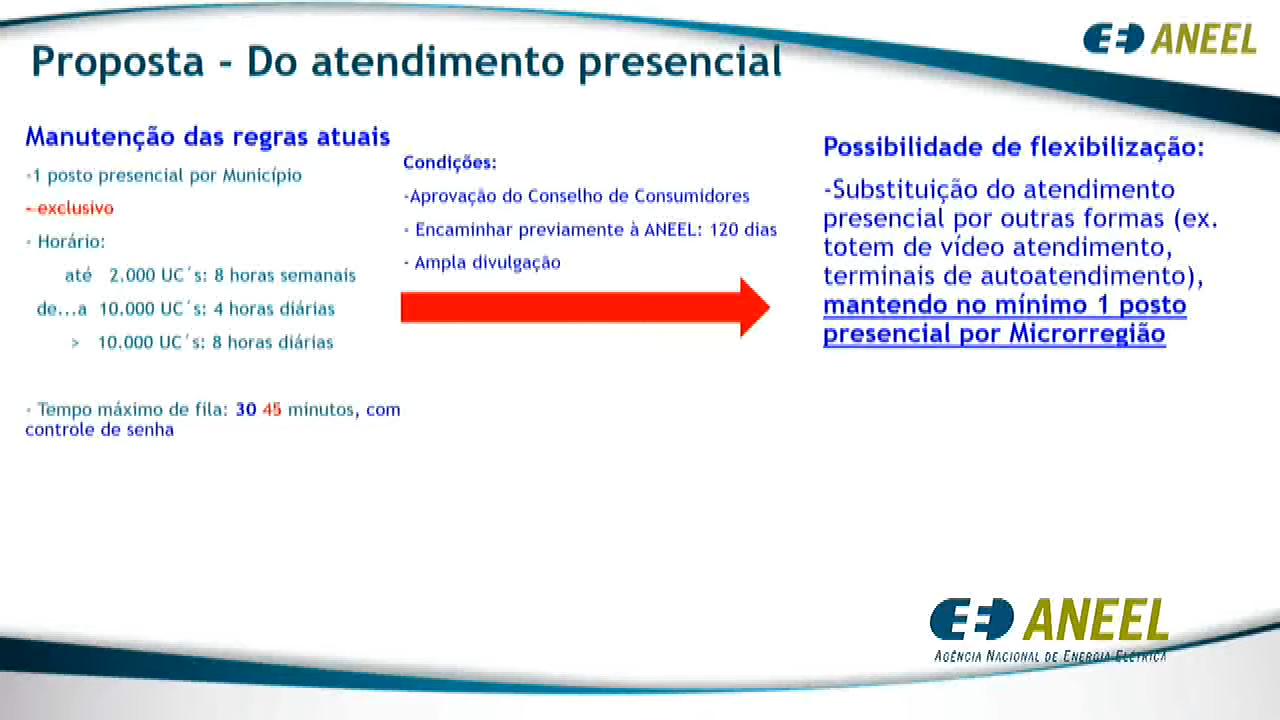 ANEEL
Proposta - Do atendimento presencial
Manutenção das regras atuais
-1 posto presencial por Município
- exclusivo
- Horário:
até 2.000 UC´s: 8 horas semanais
de...a 10.000 UC´s: 4 horas diárias
> 10.000 UC´s: 8 horas diárias
- Tempo máximo de fila: 30 45 minutos, com
controle de senha
Condições:
-Aprovação do Conselho de Consumidores
- Encaminhar previamente à ANEEL: 120 dias
- Ampla divulgação
Possibilidade de flexibilização:
-Substituição do atendimento
presencial por outras formas (ex.
totem de vídeo atendimento,
terminais de autoatendimento),
mantendo no mínimo 1 posto
presencial por Microrregião
ANEEL
AGÊNCIA NACIONAL DE ENERGIA ELÉTRICA